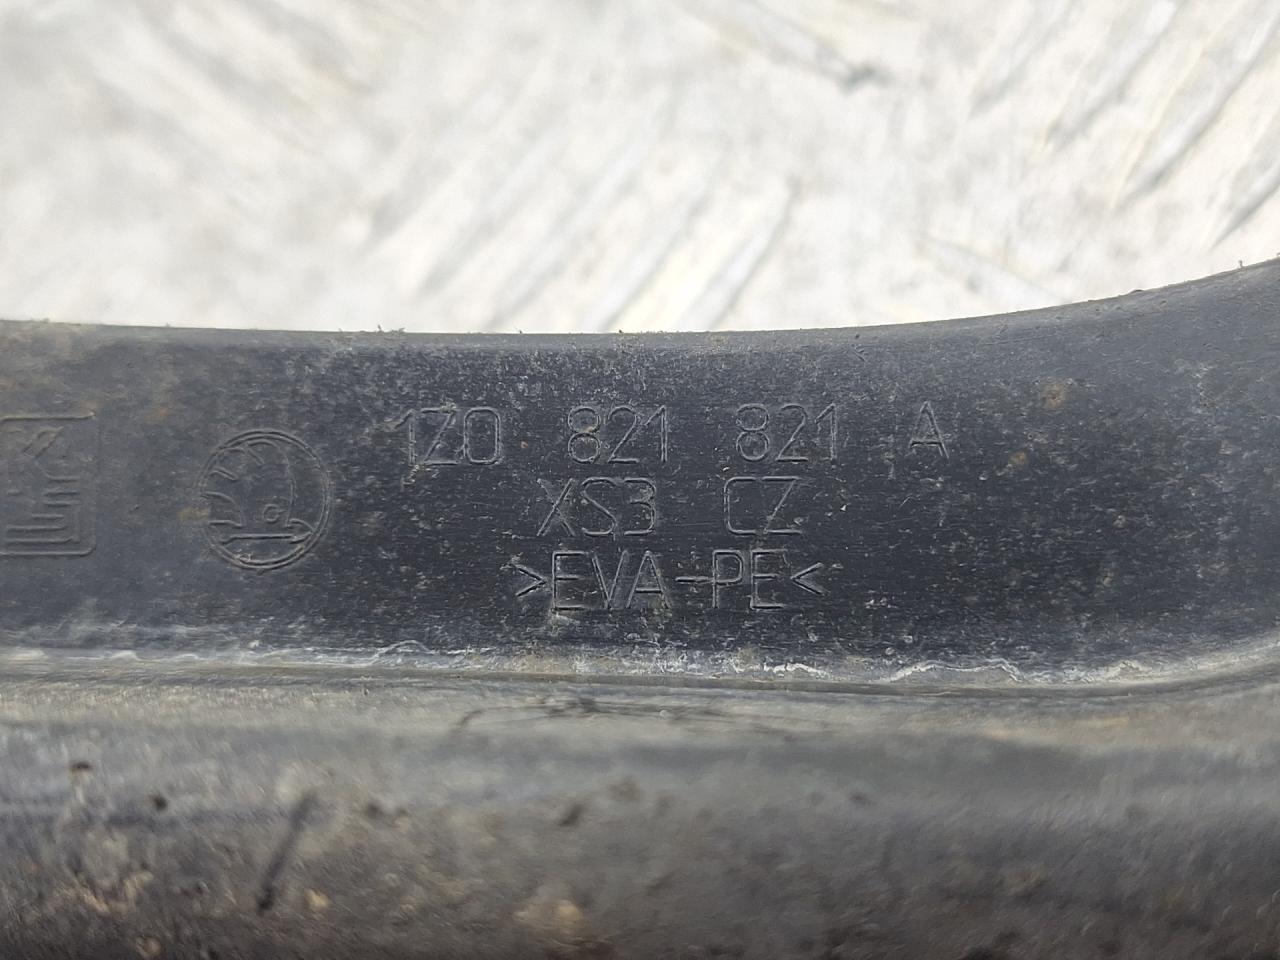 1Z0 821 821 A
XS3 CZ
>EVA-PE<